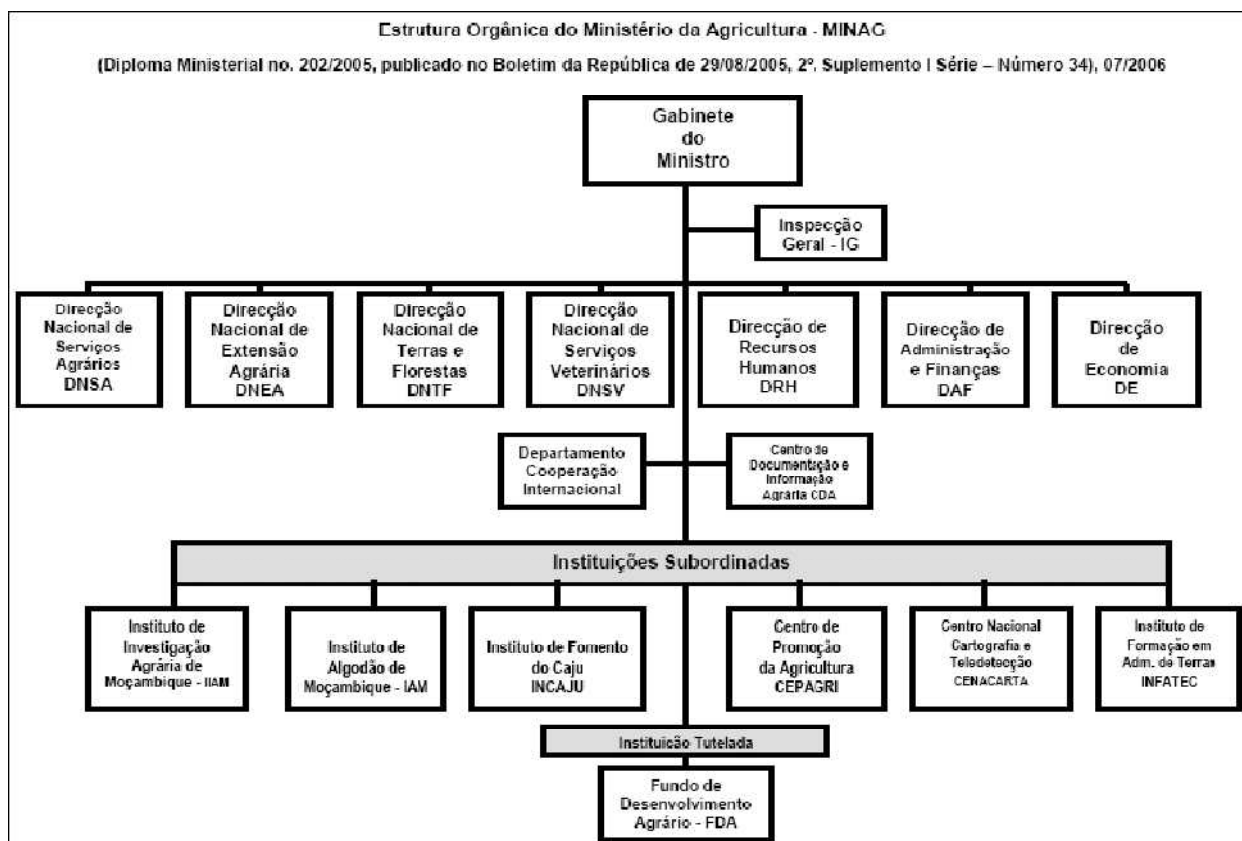 Estrutura Orgânica do Ministério da Agricultura - MINAG
(Diploma Ministerial no. 202/2005, publicado no Boletim da República de 29/08/2005, 2º. Suplemento I Série – Número 34), 07/2006
Gabinete
do
Ministro
Inspecção
Geral - IG
Direcção
Nacional de
Serviços
Agrários
DNSA
Direcção
Nacional de
Extensão
Agrária
DNEA
Direcção
Nacional de
Terras e
Florestas
DNTF
Direcção
Nacional de
Serviços
Veterinários
DNSV
Direcção de
Recursos
Humanos
DRH
Direcção de
Administração
e Finanças
DAF
Direcção
de
Economia
DE
Departamento
Cooperação
Internacional
Centro de
Documentação e
Informação
Agrária CDA
Instituições Subordinadas
Instituto de
Investigação
Agrária de
Moçambique - IIAM
Instituto de
Algodão de
Moçambique - IAM
Instituto de Fomento
do Caju
INCAJU
Centro de
Promoção
da Agricultura
CEPAGRI
Centro Nacional
Cartografia e
Teledetecção
CENACARTA
Instituto de
Formação em
Adm. de Terras
INFATEC
Instituição Tutelada
Fundo de
Desenvolvimento
Agrário - FDA